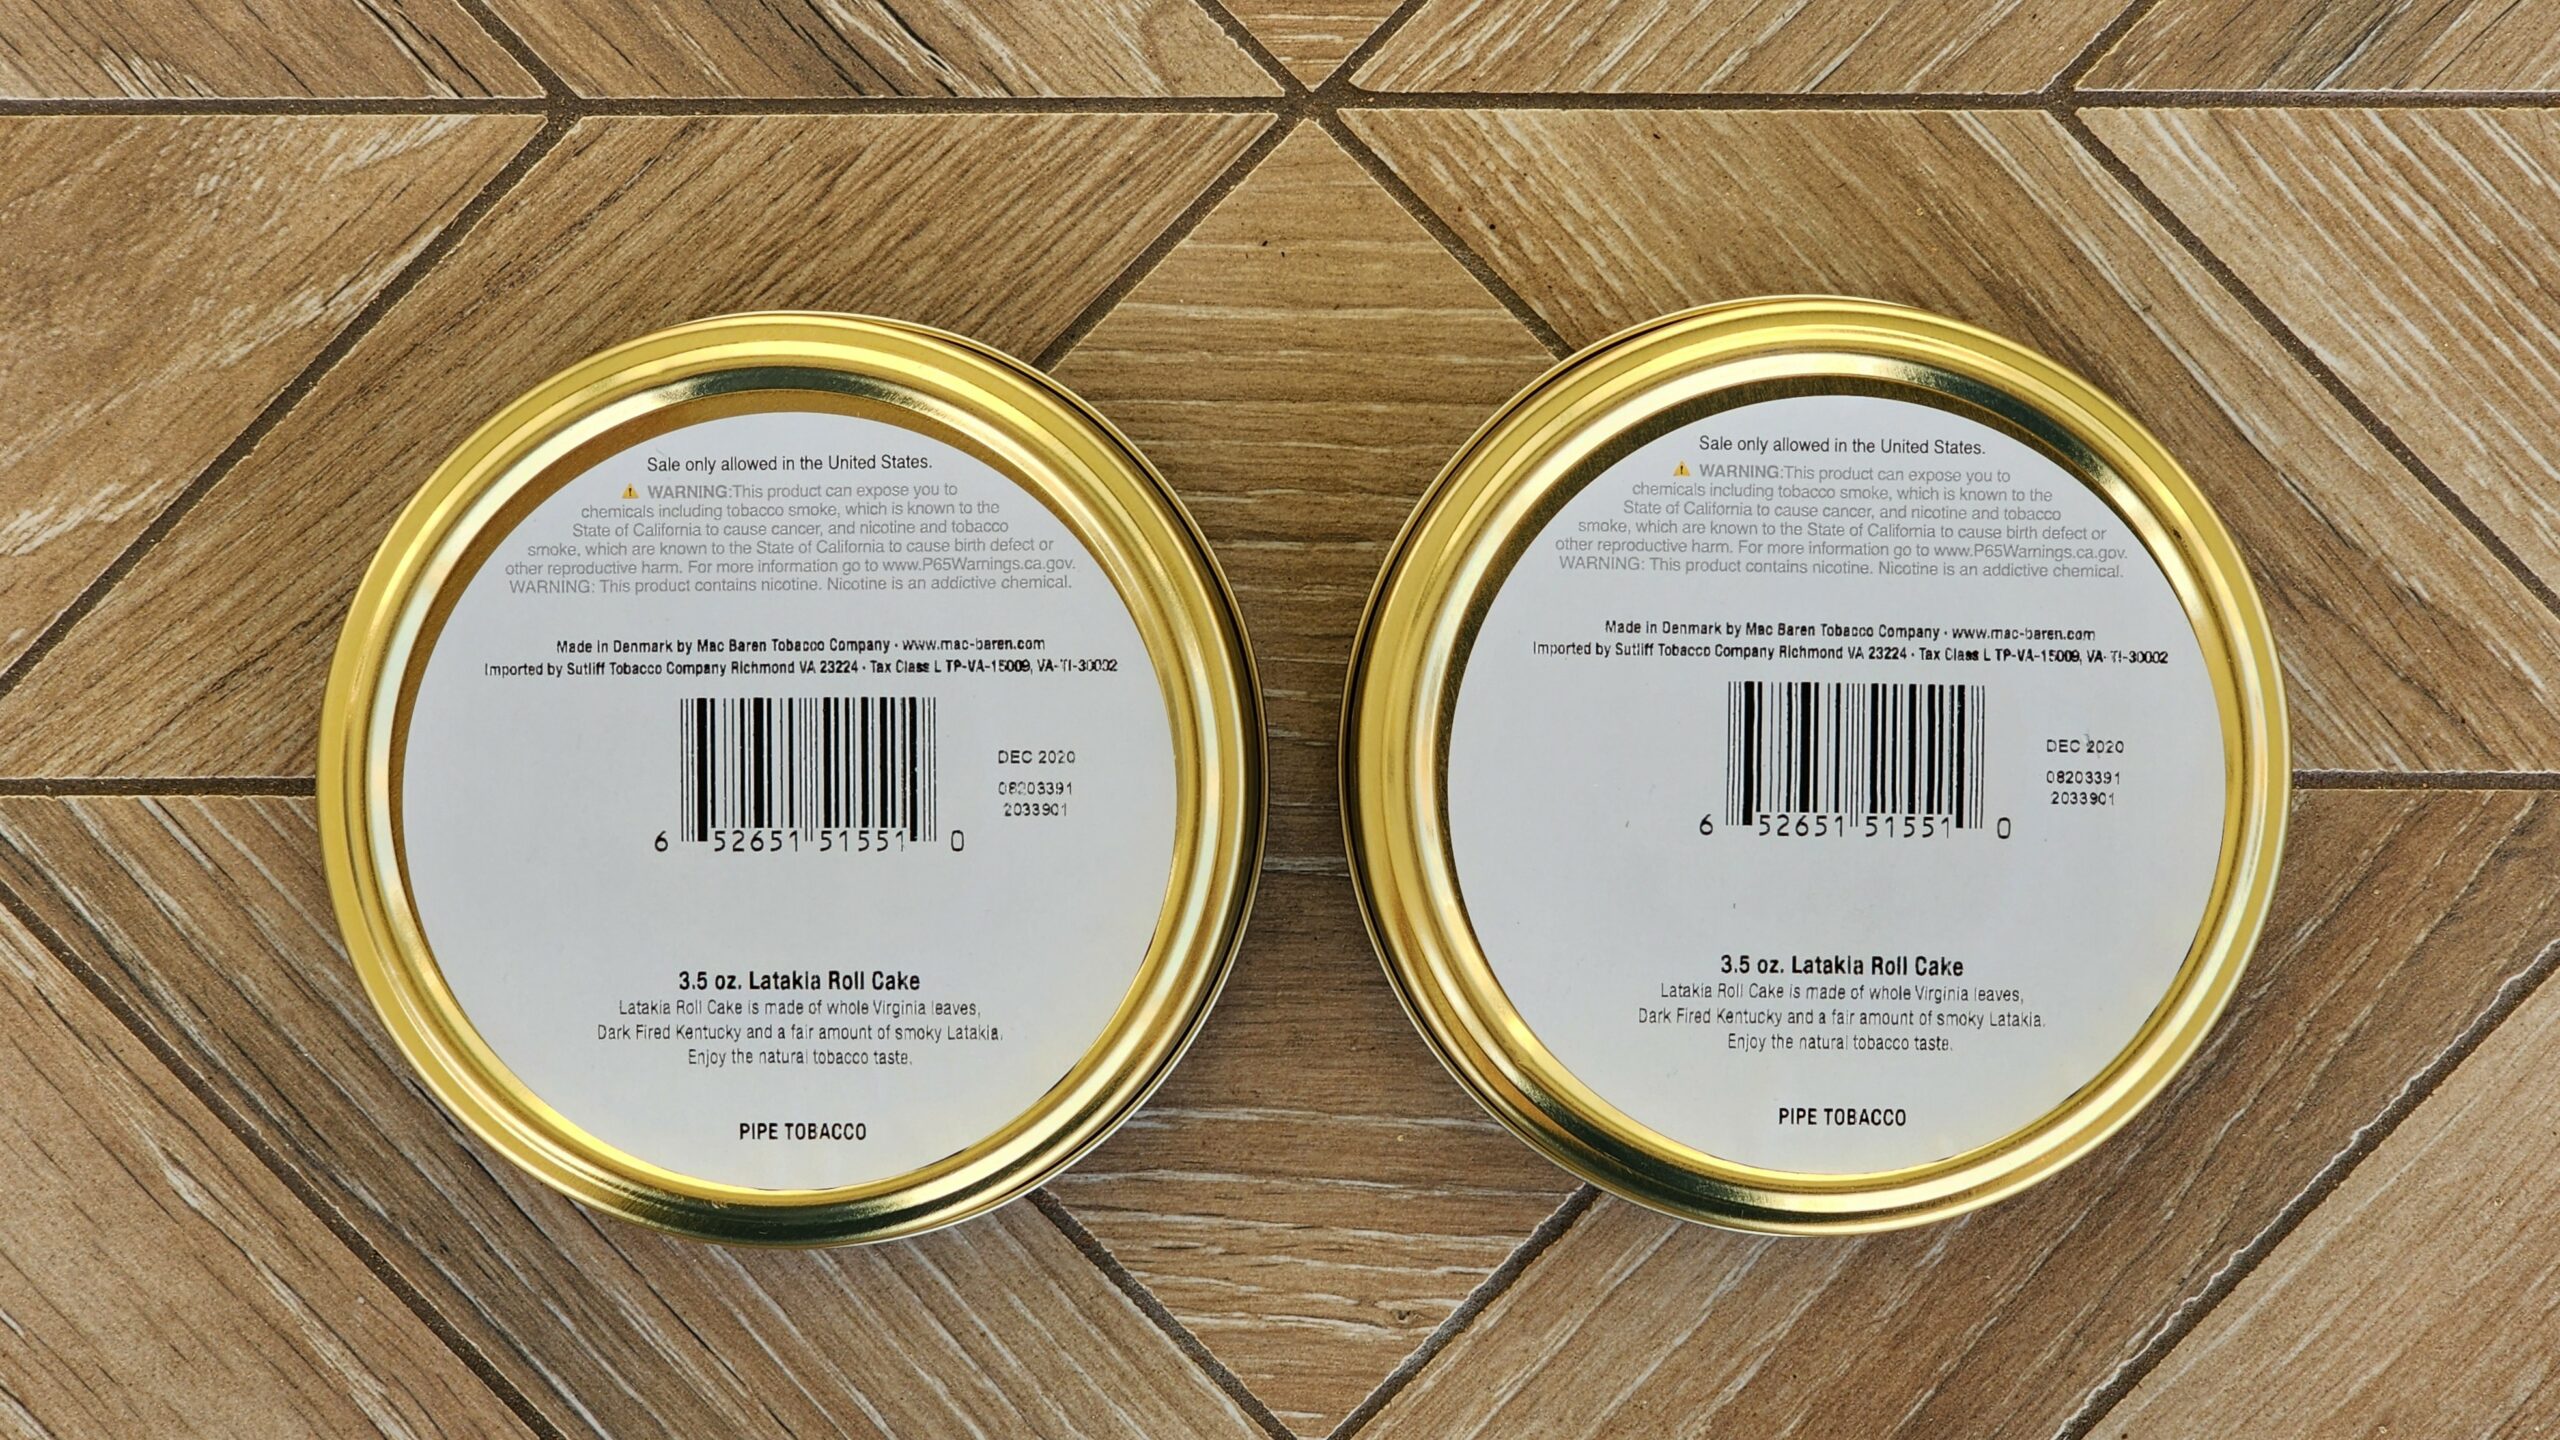 Sale only allowed in the United States.
⚠ WARNING:This product can expose you to
chemicals including tobacco smoke, which is known to the
State of California to cause cancer, and nicotine and tobacco
smoke, which are known to the State of California to cause birth defect or
other reproductive harm. For more information go to www.P65Warnings.ca.gov.
WARNING: This product contains nicotine. Nicotine is an addictive chemical.
Made in Denmark by Mac Baren Tobacco Company · www.mac-baren.com
Imported by Sutliff Tobacco Company Richmond VA 23224 · Tax Class L TP-VA-15009, VA-TI-30002
DEC 2020
08203391
2033901
6 52651 51551 0
3.5 oz. Latakia Roll Cake
Latakia Roll Cake is made of whole Virginia leaves,
Dark Fired Kentucky and a fair amount of smoky Latakia.
Enjoy the natural tobacco taste.
PIPE TOBACCO
Sale only allowed in the United States.
⚠ WARNING:This product can expose you to
chemicals including tobacco smoke, which is known to the
State of California to cause cancer, and nicotine and tobacco
smoke, which are known to the State of California to cause birth defect or
other reproductive harm. For more information go to www.P65Warnings.ca.gov.
WARNING: This product contains nicotine. Nicotine is an addictive chemical.
Made in Denmark by Mac Baren Tobacco Company · www.mac-baren.com
Imported by Sutliff Tobacco Company Richmond VA 23224 · Tax Class L TP-VA-15009, VA-TI-30002
DEC 2020
08203391
2033901
6 52651 51551 0
3.5 oz. Latakia Roll Cake
Latakia Roll Cake is made of whole Virginia leaves,
Dark Fired Kentucky and a fair amount of smoky Latakia.
Enjoy the natural tobacco taste.
PIPE TOBACCO